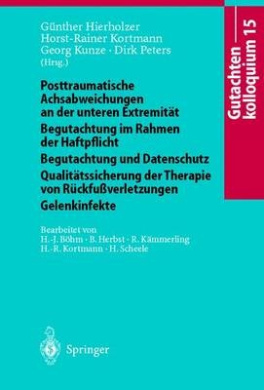 Günther Hierholzer
Horst-Rainer Kortmann
Georg Kunze · Dirk Peters
(Hrsg.)
Gutachten
kolloquium 15
Posttraumatische
Achsabweichungen
an der unteren Extremität
Begutachtung im Rahmen
der Haftpflicht
Begutachtung und Datenschutz
Qualitätssicherung der Therapie
von Rückfußverletzungen
Gelenkinfekte
Bearbeitet von
H.-J. Böhm · B. Herbst · R. Kämmerling
H.-R. Kortmann · H. Scheele
Springer